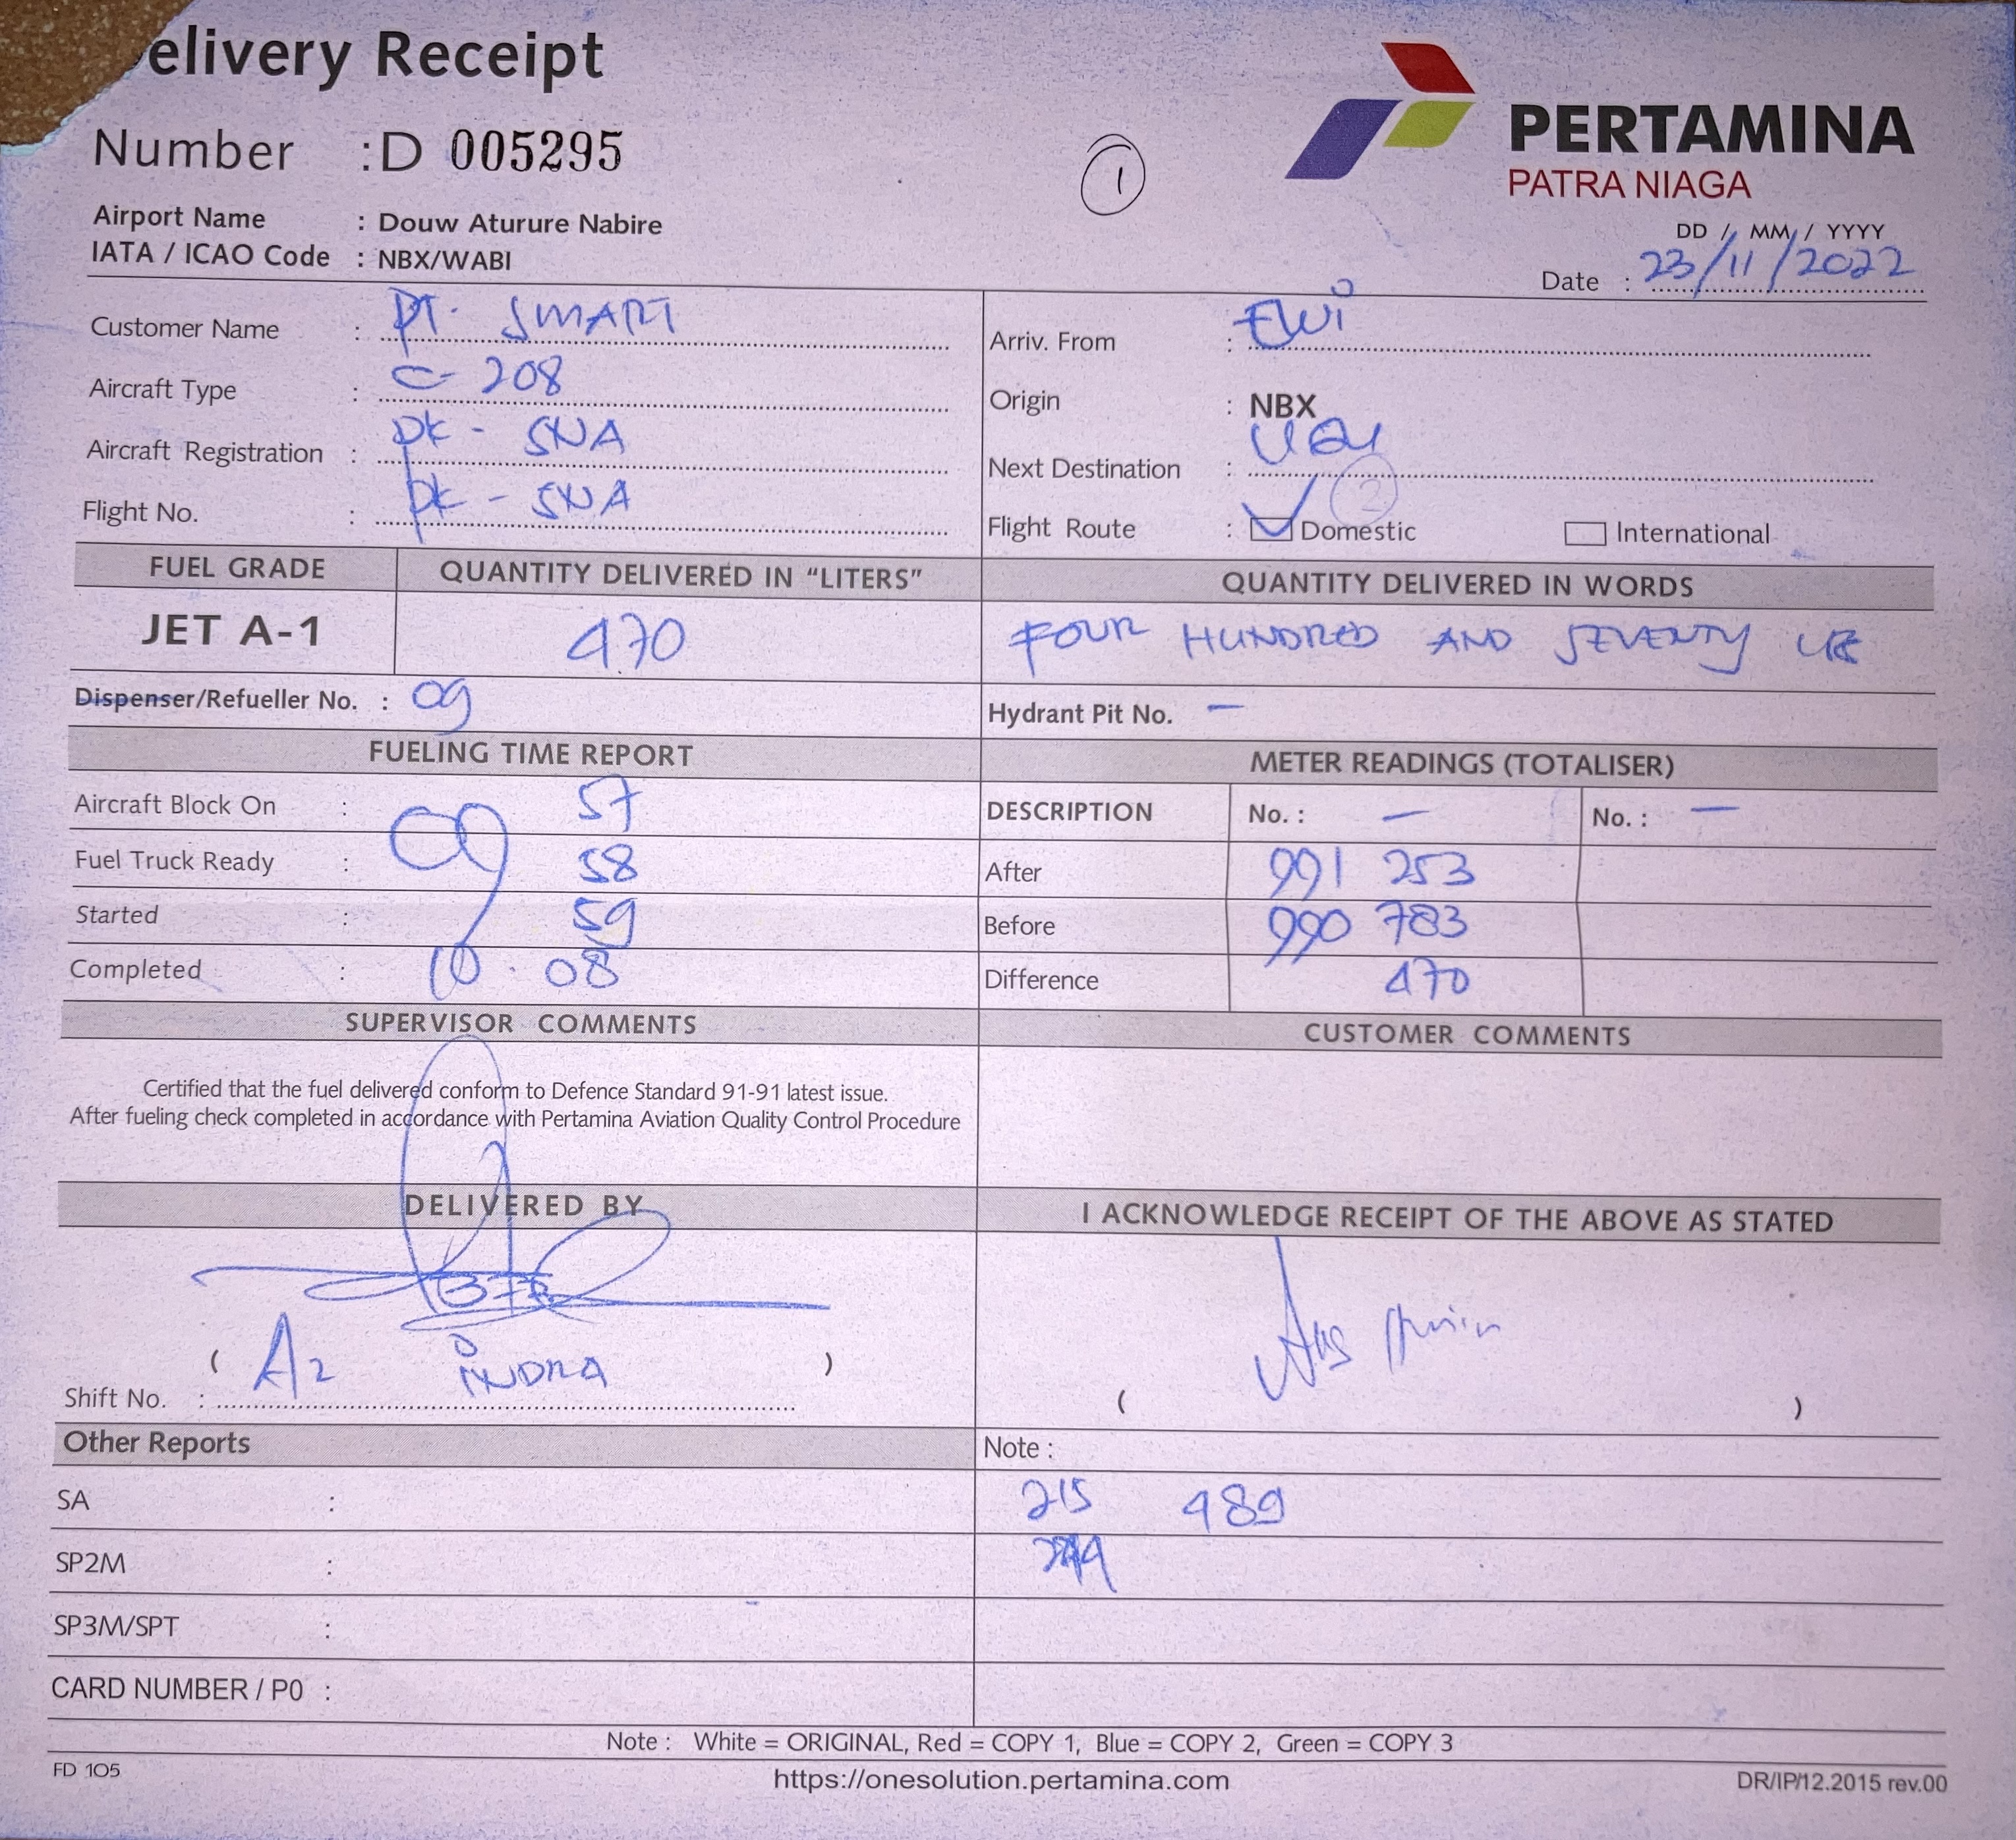 elivery Receipt
Number : D 005295
1
PERTAMINA
PATRA NIAGA
Airport Name : Douw Aturure Nabire
IATA / ICAO Code : NBX/WABI
DD / MM / YYYY
Date : 23/11/2022
Customer Name : PT. SMART
Aircraft Type : C-208
Aircraft Registration : PK - SNA
Flight No. : PK - SNA
Arriv. From : EWI
Origin : NBX
Next Destination :
2
Flight Route : Domestic International
FUEL GRADE QUANTITY DELIVERED IN “LITERS” QUANTITY DELIVERED IN WORDS
JET A-1 470 FOUR HUNDRED AND SEVENTY
Dispenser/Refueller No. : 09 Hydrant Pit No. –
FUELING TIME REPORT
Aircraft Block On : 09 57
Fuel Truck Ready : 58
Started : 59
Completed : 10 . 08
METER READINGS (TOTALISER)
DESCRIPTION No. : – No. : –
After 991 253
Before 990 783
Difference 470
SUPERVISOR COMMENTS CUSTOMER COMMENTS
Certified that the fuel delivered conform to Defence Standard 91-91 latest issue.
After fueling check completed in accordance with Pertamina Aviation Quality Control Procedure
DELIVERED BY I ACKNOWLEDGE RECEIPT OF THE ABOVE AS STATED
( A2 INDRA )
Shift No. :
( )
Other Reports Note :
SA : 215 489
SP2M :
SP3M/SPT :
CARD NUMBER / P0 :
Note : White = ORIGINAL, Red = COPY 1, Blue = COPY 2, Green = COPY 3
FD 105 https://onesolution.pertamina.com DR/IP/12.2015 rev.00